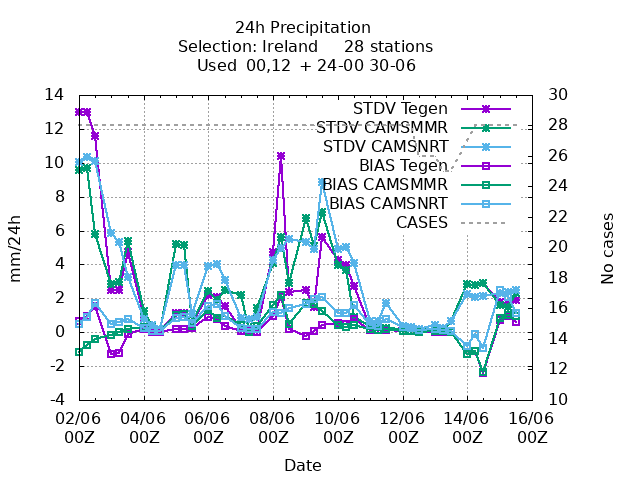 24h Precipitation
Selection: Ireland 28 stations
Used 00,12 + 24-00 30-06
STDV Tegen
STDV CAMSMMR
STDV CAMSNRT
BIAS Tegen
BIAS CAMSMMR
BIAS CAMSNRT
CASES
14
12
10
8
6
4
2
0
-2
-4
mm/24h
30
28
26
24
22
20
18
16
14
12
10
No cases
02/06 04/06 06/06 08/06 10/06 12/06 14/06 16/06
00Z 00Z 00Z 00Z 00Z 00Z 00Z 00Z
Date